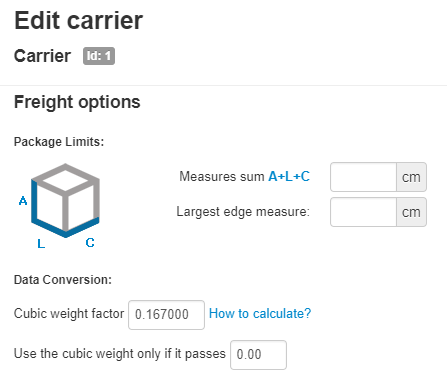 Edit carrier
Carrier Id: 1
Freight options
Package Limits:
Measures sum A+L+C cm
A
Largest edge measure: cm
L C
Data Conversion:
Cubic weight factor 0.167000 How to calculate?
Use the cubic weight only if it passes 0.00